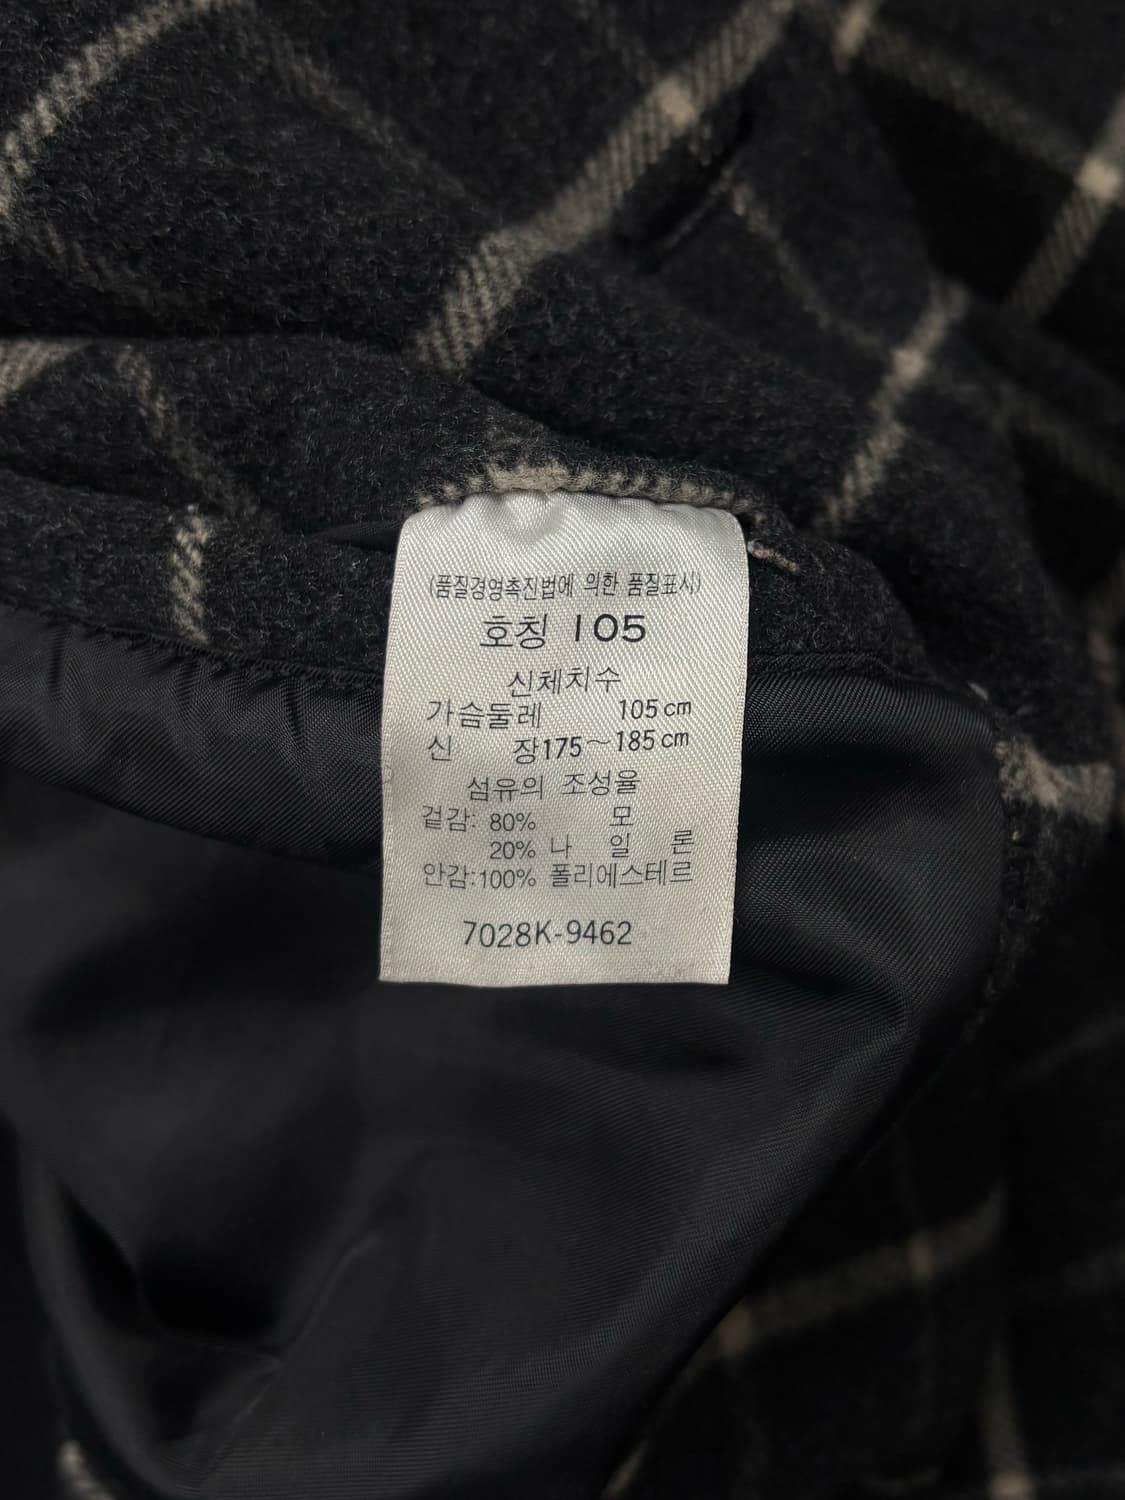 (품질경영촉진법에 의한 품질표시)
호칭 105
신체치수
가슴둘레 105cm
신 장175~185cm
섬유의 조성율
겉감: 80% 모
20% 나 일 론
안감:100% 폴리에스테르
7028K-9462